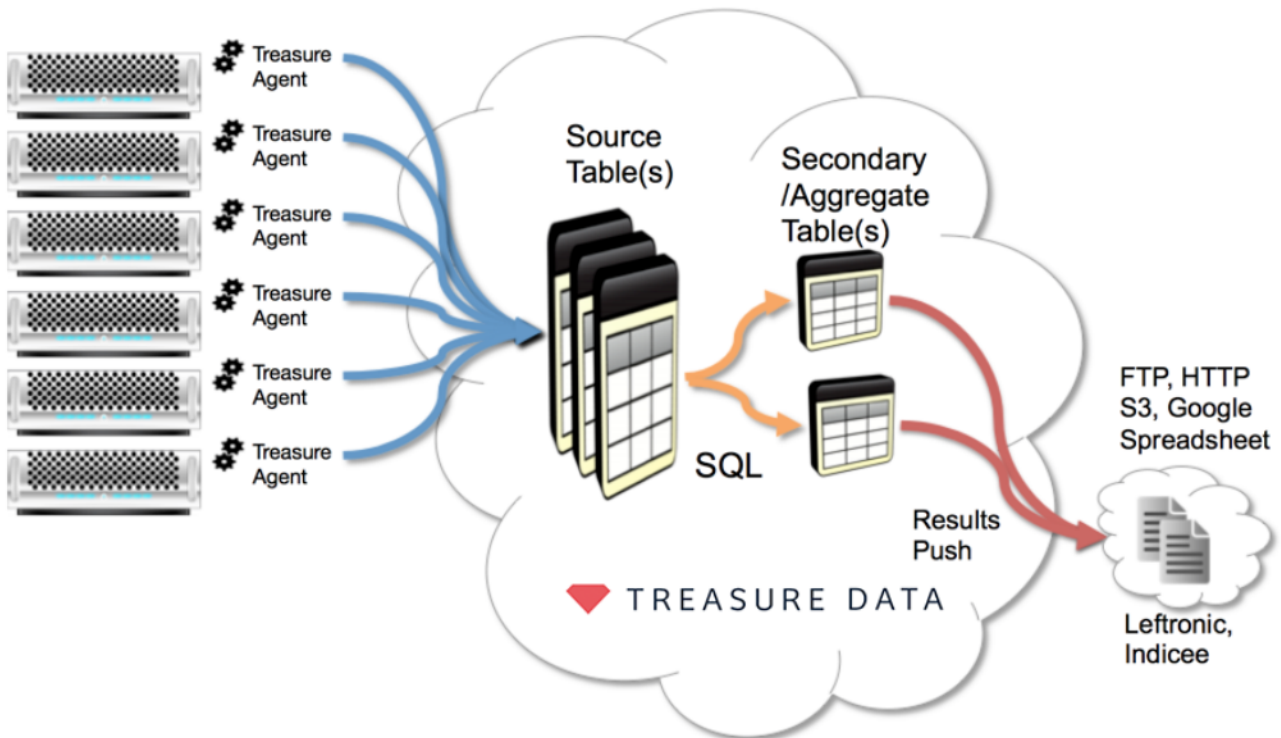 Treasure
Agent
Treasure
Agent
Treasure
Agent
Treasure
Agent
Treasure
Agent
Treasure
Agent
Source
Table(s)
Secondary
/Aggregate
Table(s)
SQL
Results
Push
TREASURE DATA
FTP, HTTP
S3, Google
Spreadsheet
Leftronic,
Indicee